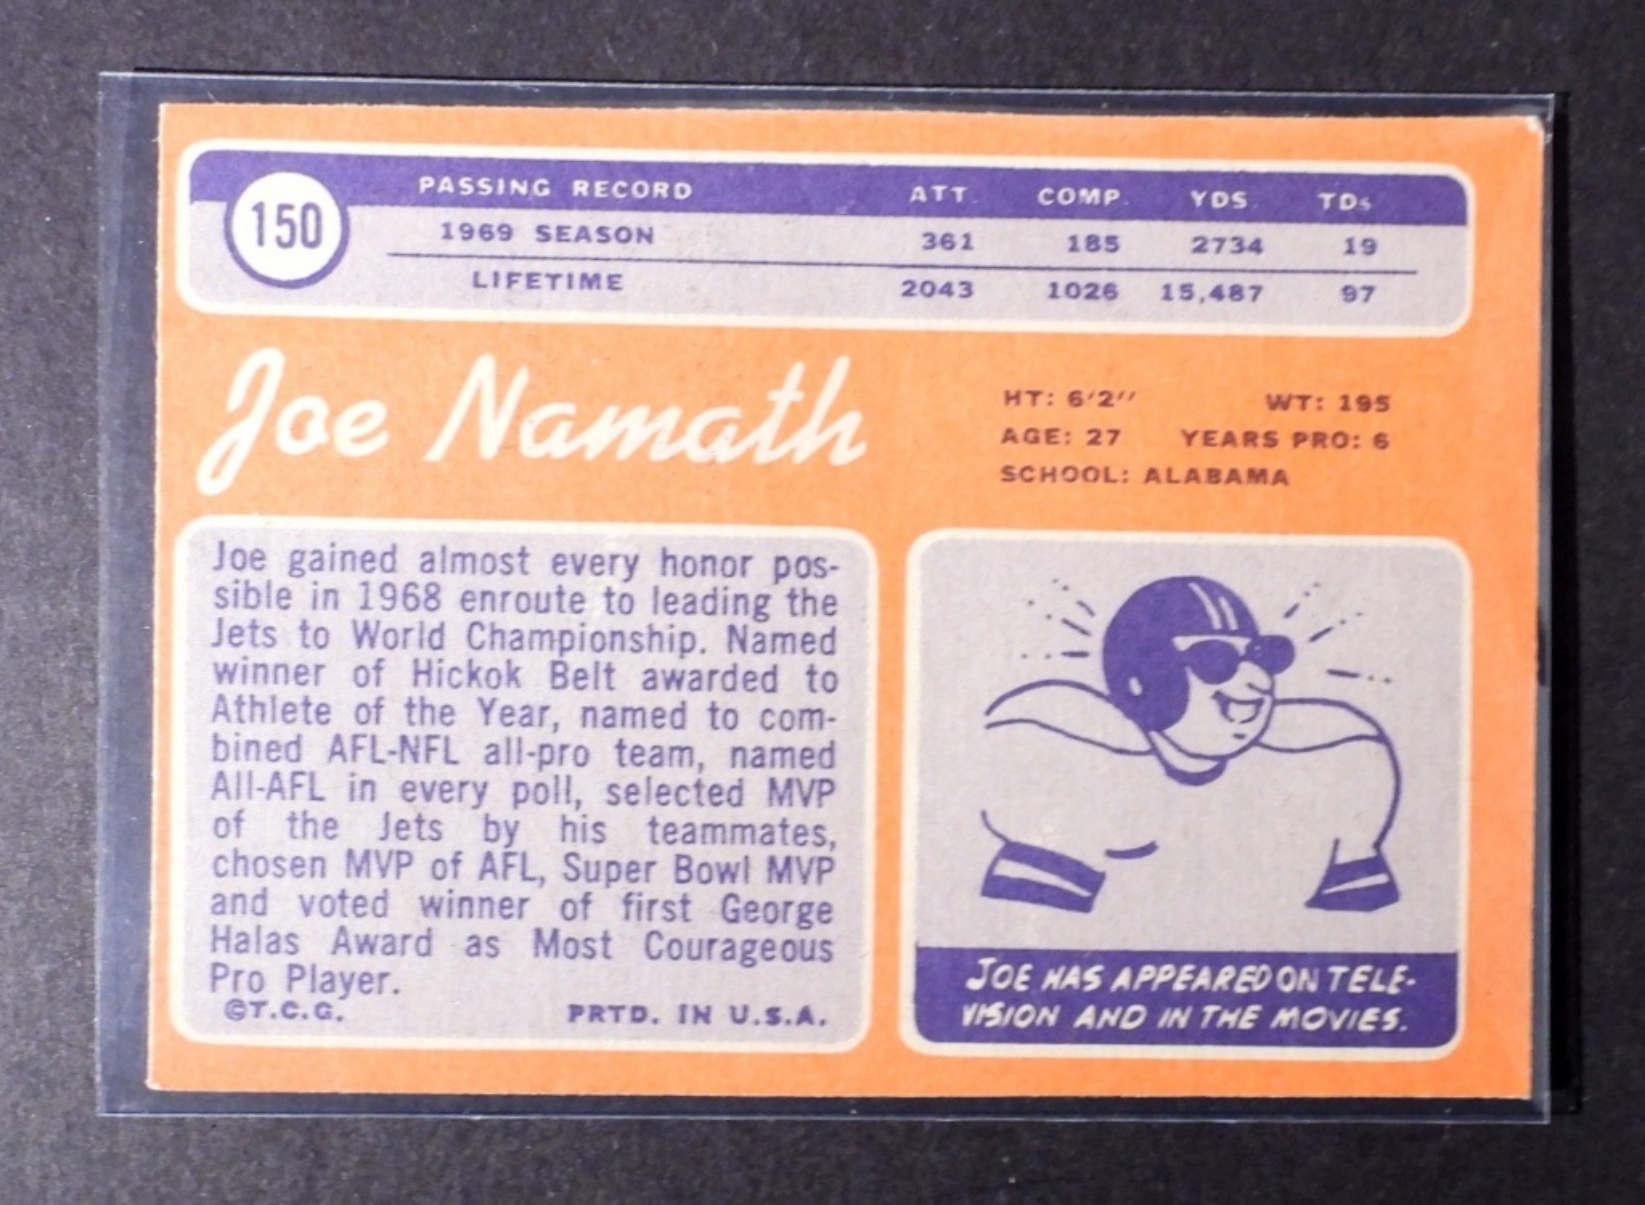 150
PASSING RECORD ATT. COMP. YDS. TDs
1969 SEASON 361 185 2734 19
LIFETIME 2043 1026 15,487 97
Joe Namath
HT: 6'2" WT: 195
AGE: 27 YEARS PRO: 6
SCHOOL: ALABAMA
Joe gained almost every honor pos-
sible in 1968 enroute to leading the
Jets to World Championship. Named
winner of Hickok Belt awarded to
Athlete of the Year, named to com-
bined AFL-NFL all-pro team, named
All-AFL in every poll, selected MVP
of the Jets by his teammates,
chosen MVP of AFL, Super Bowl MVP
and voted winner of first George
Halas Award as Most Courageous
Pro Player.
©T.C.G. PRTD. IN U.S.A.
JOE HAS APPEARED ON TELE-
VISION AND IN THE MOVIES.